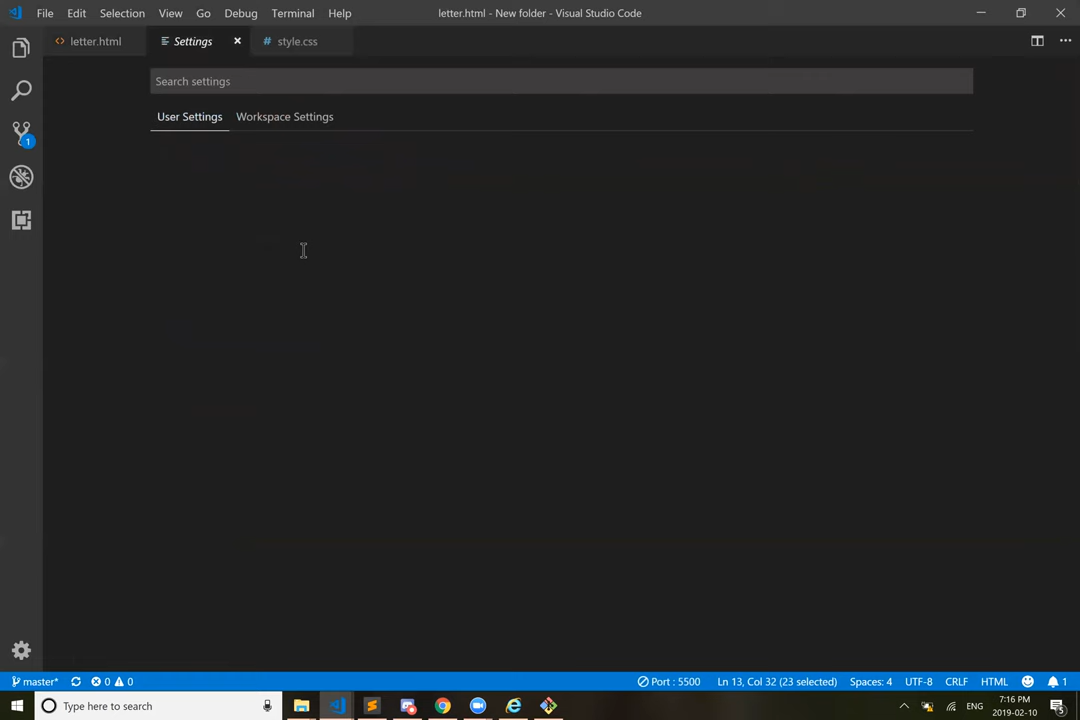 File Edit Selection View Go Debug Terminal Help letter.html - New folder - Visual Studio Code
letter.html Settings style.css
Search settings
User Settings Workspace Settings
1
master* 0 0 Port : 5500 Ln 13, Col 32 (23 selected) Spaces: 4 UTF-8 CRLF HTML 1
Type here to search ENG 7:16 PM
2019-02-10 5